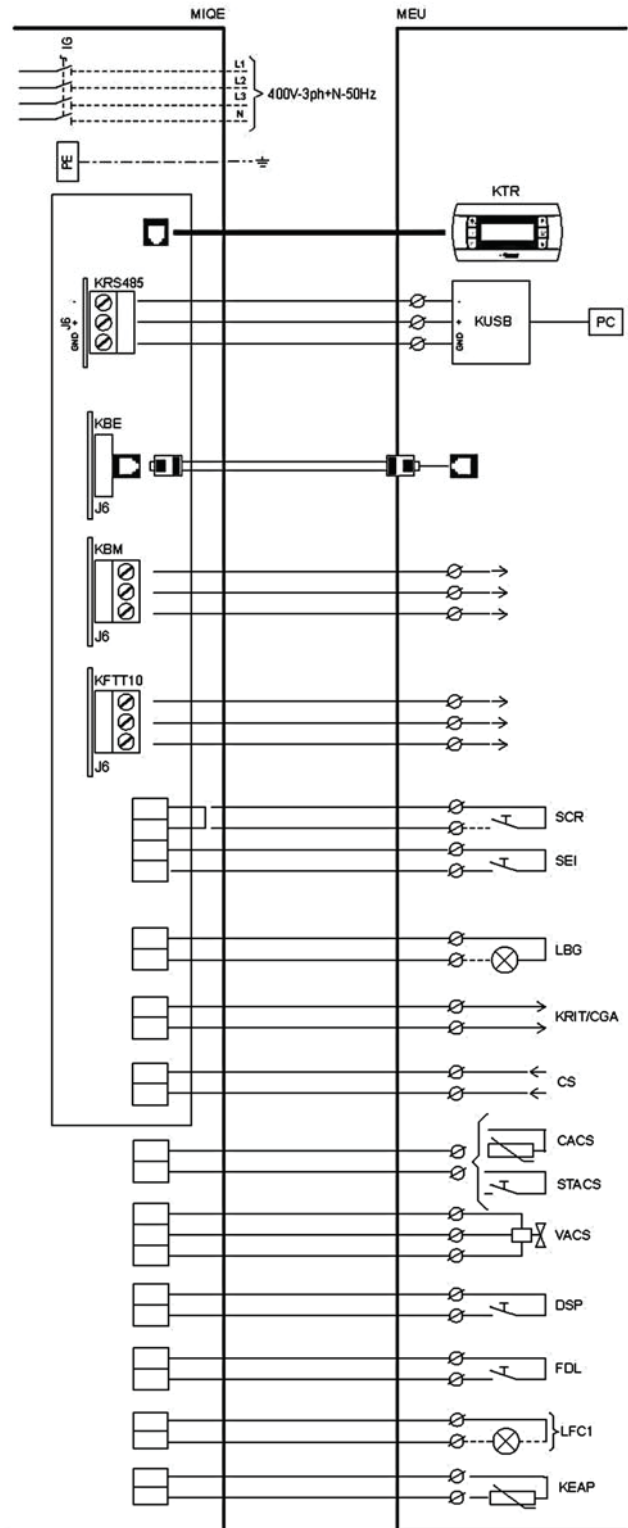 MIQE
MEU
IG
L1
L2
L3
N
400V-3ph+N-50Hz
PE
KTR
KRS485
J6
-
+
GND
-
+
GND
KUSB
PC
KBE
J6
KBM
J6
KFTT10
J6
SCR
SEI
LBG
KRIT/CGA
CS
CACS
STACS
VACS
DSP
FDL
LFC1
KEAP